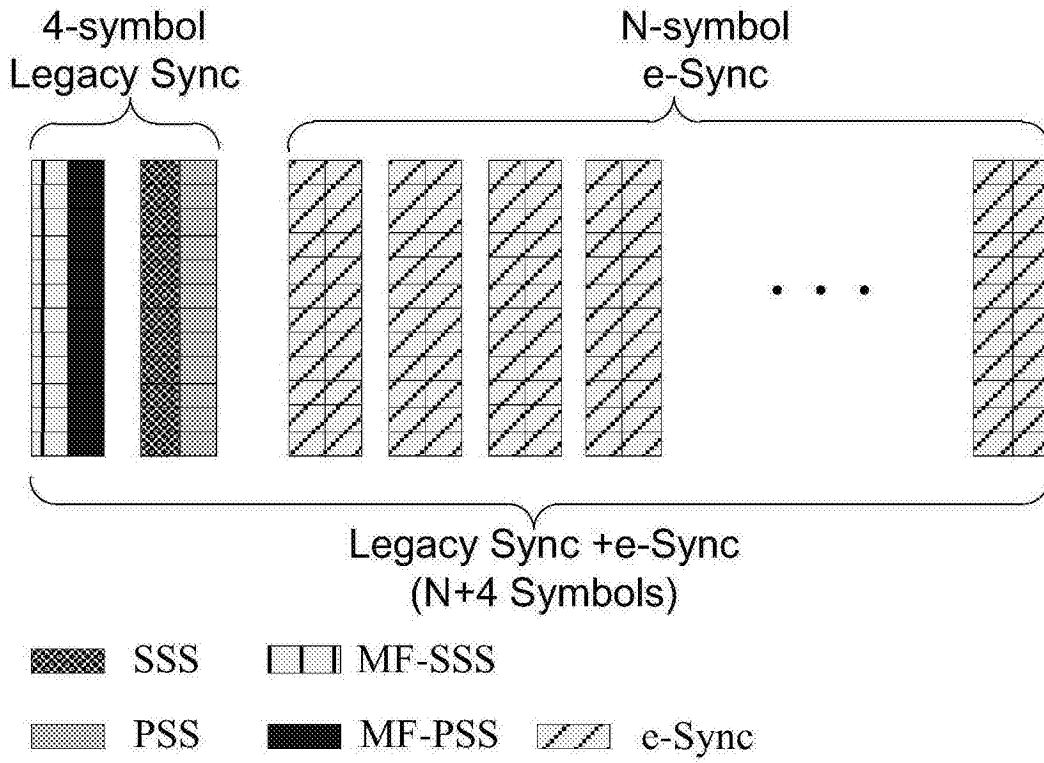 4-symbol
Legacy Sync
N-symbol
e-Sync
Legacy Sync +e-Sync
(N+4 Symbols)
SSS
MF-SSS
PSS
MF-PSS
e-Sync